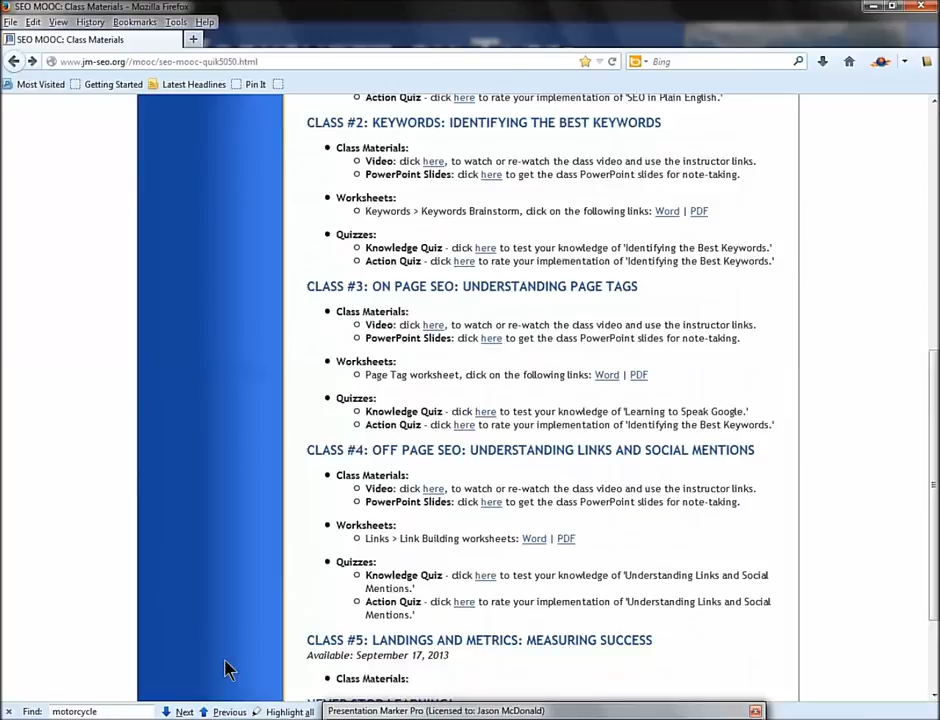 SEO MOOC: Class Materials - Mozilla Firefox
File Edit View History Bookmarks Tools Help
SEO MOOC: Class Materials
www.jm-seo.org//mooc/seo-mooc-quik5050.html
Bing
Most Visited Getting Started Latest Headlines Pin It
Action Quiz - click here to rate your implementation of 'SEO in Plain English.'
CLASS #2: KEYWORDS: IDENTIFYING THE BEST KEYWORDS
Class Materials:
Video: click here, to watch or re-watch the class video and use the instructor links.
PowerPoint Slides: click here to get the class PowerPoint slides for note-taking.
Worksheets:
Keywords > Keywords Brainstorm, click on the following links: Word | PDF
Quizzes:
Knowledge Quiz - click here to test your knowledge of 'Identifying the Best Keywords.'
Action Quiz - click here to rate your implementation of 'Identifying the Best Keywords.'
CLASS #3: ON PAGE SEO: UNDERSTANDING PAGE TAGS
Class Materials:
Video: click here, to watch or re-watch the class video and use the instructor links.
PowerPoint Slides: click here to get the class PowerPoint slides for note-taking.
Worksheets:
Page Tag worksheet, click on the following links: Word | PDF
Quizzes:
Knowledge Quiz - click here to test your knowledge of 'Learning to Speak Google.'
Action Quiz - click here to rate your implementation of 'Identifying the Best Keywords.'
CLASS #4: OFF PAGE SEO: UNDERSTANDING LINKS AND SOCIAL MENTIONS
Class Materials:
Video: click here, to watch or re-watch the class video and use the instructor links.
PowerPoint Slides: click here to get the class PowerPoint slides for note-taking.
Worksheets:
Links > Link Building worksheets: Word | PDF
Quizzes:
Knowledge Quiz - click here to test your knowledge of 'Understanding Links and Social
Mentions.'
Action Quiz - click here to rate your implementation of 'Understanding Links and Social
Mentions.'
CLASS #5: LANDINGS AND METRICS: MEASURING SUCCESS
Available: September 17, 2013
Class Materials:
Find: motorcycle Next Previous Highlight all Presentation Marker Pro (Licensed to: Jason McDonald)